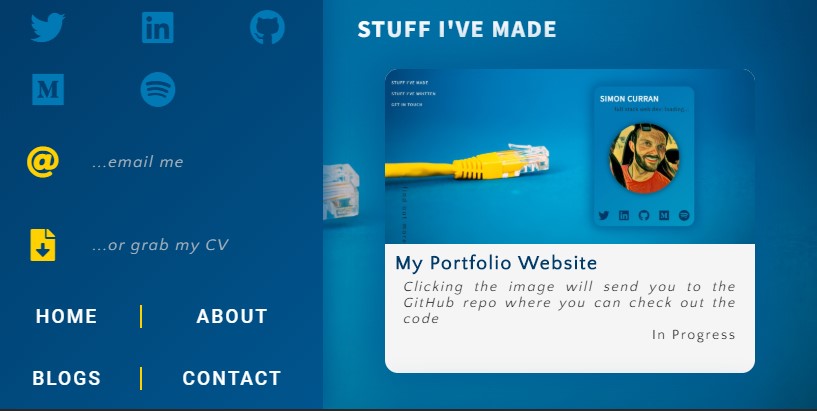 ...email me
...or grab my CV
HOME
ABOUT
BLOGS
CONTACT
STUFF I'VE MADE
STUFF I'VE MADE
STUFF I'VE WRITTEN
GET IN TOUCH
SIMON CURRAN
My Portfolio Website
Clicking the image will send you to the
GitHub repo where you can check out the
code
In Progress